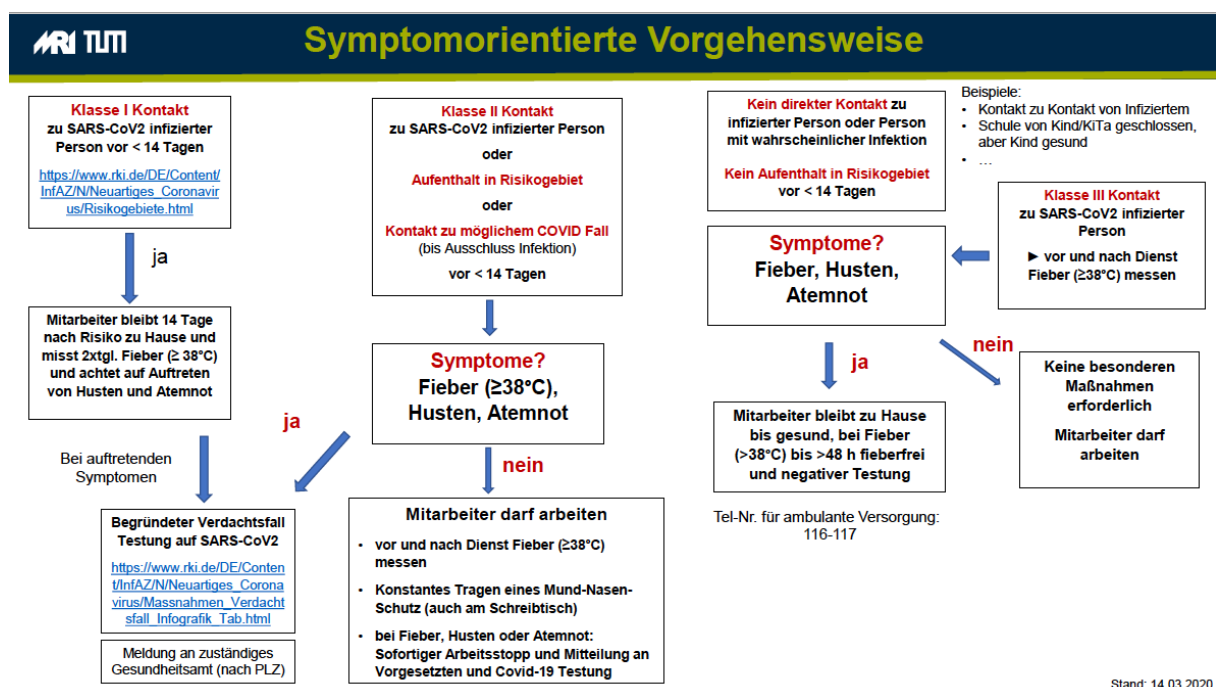 MRI TUM
Symptomorientierte Vorgehensweise
Klasse I Kontakt
zu SARS-CoV2 infizierter
Person vor < 14 Tagen
https://www.rki.de/DE/Content/
InfAZ/N/Neuartiges_Coronavir
us/Risikogebiete.html
ja
Mitarbeiter bleibt 14 Tage
nach Risiko zu Hause und
misst 2xtgl. Fieber (≥ 38°C)
und achtet auf Auftreten
von Husten und Atemnot
Bei auftretenden
Symptomen
Begründeter Verdachtsfall
Testung auf SARS-CoV2
https://www.rki.de/DE/Conten
t/InfAZ/N/Neuartiges_Corona
virus/Massnahmen_Verdacht
sfall_Infografik_Tab.html
Meldung an zuständiges
Gesundheitsamt (nach PLZ)
Klasse II Kontakt
zu SARS-CoV2 infizierter Person
oder
Aufenthalt in Risikogebiet
oder
Kontakt zu möglichem COVID Fall
(bis Ausschluss Infektion)
vor < 14 Tagen
Symptome?
Fieber (≥38°C),
Husten, Atemnot
ja
nein
Mitarbeiter darf arbeiten
• vor und nach Dienst Fieber (≥38°C)
messen
• Konstantes Tragen eines Mund-Nasen-
Schutz (auch am Schreibtisch)
• bei Fieber, Husten oder Atemnot:
Sofortiger Arbeitsstopp und Mitteilung an
Vorgesetzten und Covid-19 Testung
Kein direkter Kontakt zu
infizierter Person oder Person
mit wahrscheinlicher Infektion
Kein Aufenthalt in Risikogebiet
vor < 14 Tagen
Beispiele:
• Kontakt zu Kontakt von Infiziertem
• Schule von Kind/KiTa geschlossen,
aber Kind gesund
• …
Klasse III Kontakt
zu SARS-CoV2 infizierter
Person
► vor und nach Dienst
Fieber (≥38°C) messen
Symptome?
Fieber, Husten,
Atemnot
ja
nein
Mitarbeiter bleibt zu Hause
bis gesund, bei Fieber
(>38°C) bis >48 h fieberfrei
und negativer Testung
Keine besonderen
Maßnahmen
erforderlich
Mitarbeiter darf
arbeiten
Tel-Nr. für ambulante Versorgung:
116-117
Stand: 14.03.2020